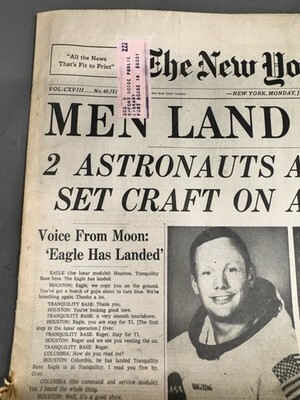 "All the News
That's Fit to Print"
The New Yo
VOL. CXVIII.... No. 40,721
NEW YORK, MONDAY, J
MEN LAND
2 ASTRONAUTS A
SET CRAFT ON A
Voice From Moon:
'Eagle Has Landed'
EAGLE (the lunar module): Houston, Tranquility
Base here. The Eagle has landed.
HOUSTON: Eagle, we copy you on the ground.
You've got a bunch of guys about to turn blue. We're
breathing again. Thanks a lot.
TRANQUILITY BASE: Thank you.
HOUSTON: You're looking good here.
TRANQUILITY BASE: A very smooth touchdown.
HOUSTON: Eagle, you are stay for T1. [The first
step in the lunar operation.] Over.
TRANQUILITY BASE: Roger. Stay for T1.
HOUSTON: Roger and we see you venting the ox.
TRANQUILITY BASE: Roger.
COLUMBIA: How do you read me?
HOUSTON: Columbia, he has landed Tranquility
Base. Eagle is at Tranquility. I read you five by.
Over.
COLUMBIA (the command and service module):
Yes, I heard the whole thing.
HOUSTON: Well, it's a good show.